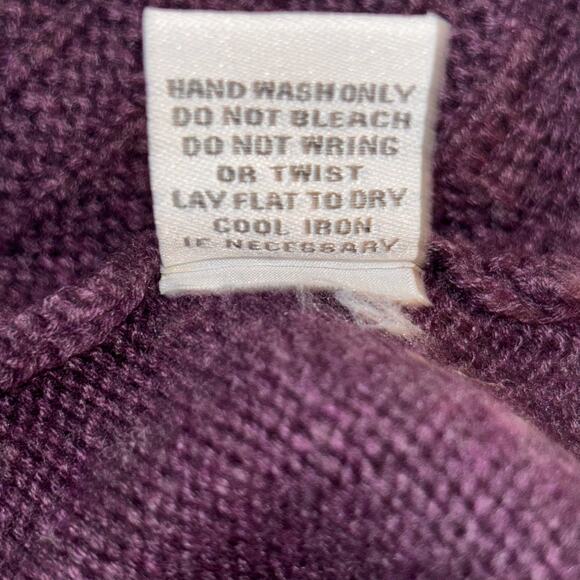 HAND WASH ONLY
DO NOT BLEACH
DO NOT WRING
OR TWIST
LAY FLAT TO DRY
COOL IRON
IF NECESSARY